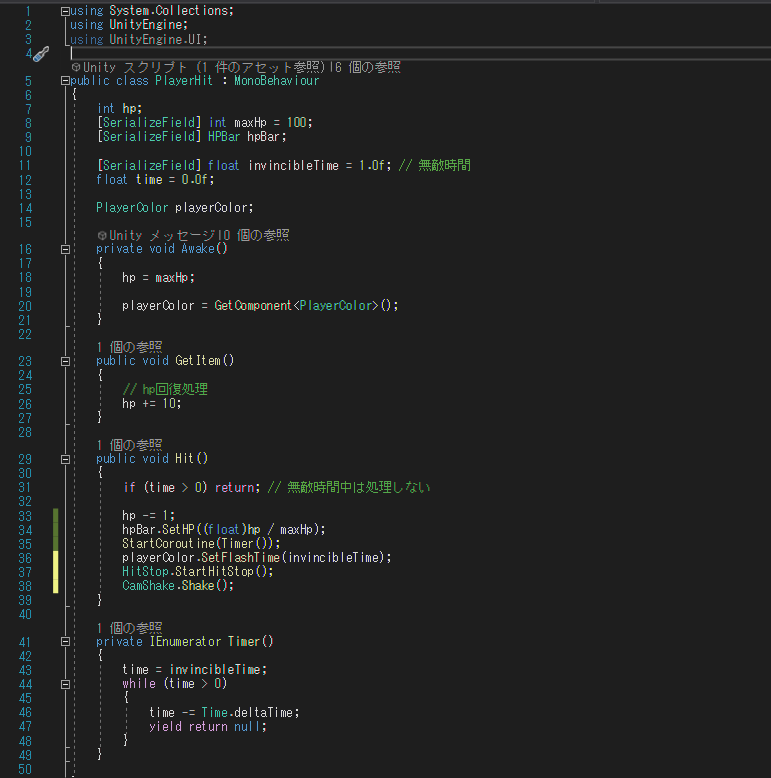 1 using System.Collections;
2 using UnityEngine;
3 using UnityEngine.UI;
4
Unity スクリプト (1 件のアセット参照)|6 個の参照
5 public class PlayerHit : MonoBehaviour
6 {
7 int hp;
8 [SerializeField] int maxHp = 100;
9 [SerializeField] HPBar hpBar;
10
11 [SerializeField] float invincibleTime = 1.0f; // 無敵時間
12 float time = 0.0f;
13
14 PlayerColor playerColor;
15
Unity メッセージ|0 個の参照
16 private void Awake()
17 {
18 hp = maxHp;
19
20 playerColor = GetComponent<PlayerColor>();
21 }
22
1 個の参照
23 public void GetItem()
24 {
25 // hp回復処理
26 hp += 10;
27 }
28
1 個の参照
29 public void Hit()
30 {
31 if (time > 0) return; // 無敵時間中は処理しない
32
33 hp -= 1;
34 hpBar.SetHP((float)hp / maxHp);
35 StartCoroutine(Timer());
36 playerColor.SetFlashTime(invincibleTime);
37 HitStop.StartHitStop();
38 CamShake.Shake();
39 }
40
1 個の参照
41 private IEnumerator Timer()
42 {
43 time = invincibleTime;
44 while (time > 0)
45 {
46 time -= Time.deltaTime;
47 yield return null;
48 }
49 }
50